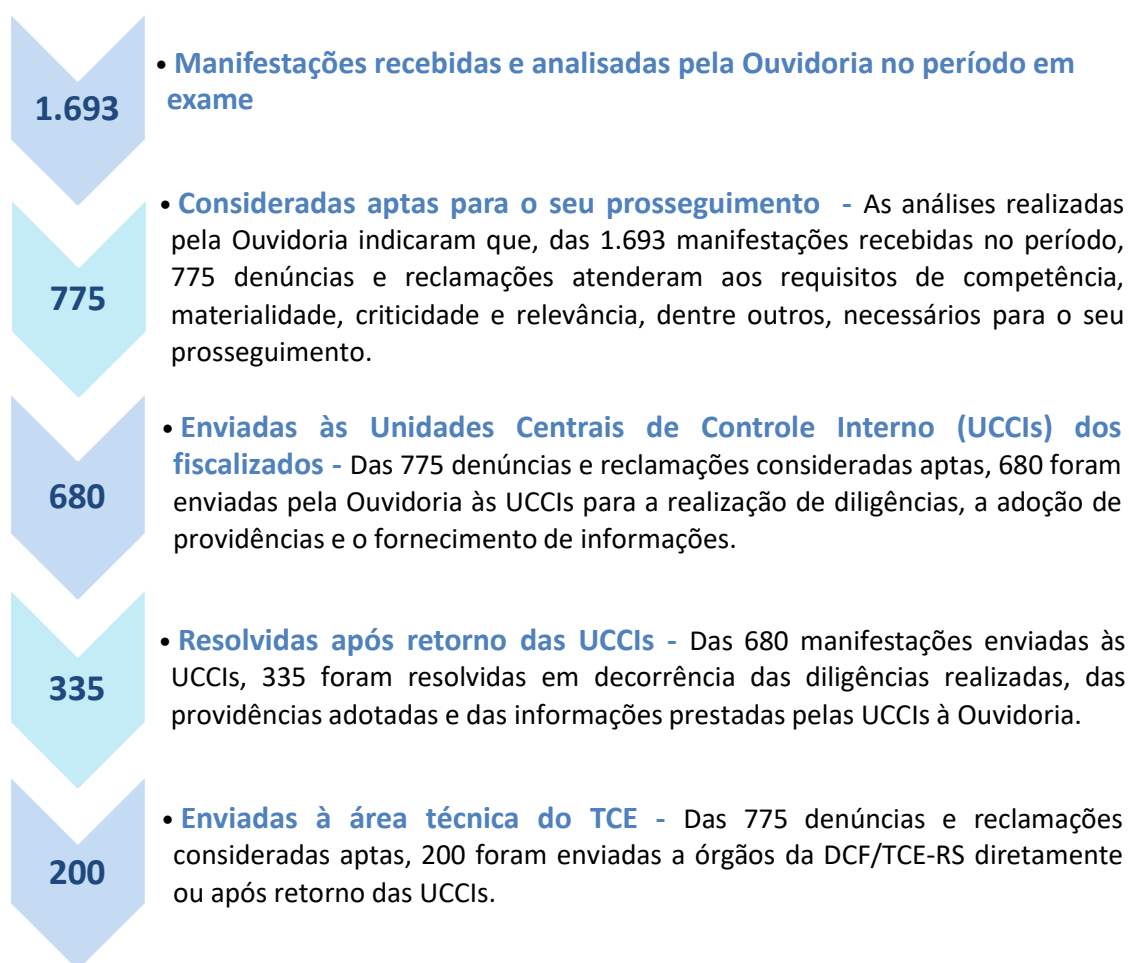 • Manifestações recebidas e analisadas pela Ouvidoria no período em
exame
1.693
• Consideradas aptas para o seu prosseguimento - As análises realizadas
pela Ouvidoria indicaram que, das 1.693 manifestações recebidas no período,
775 denúncias e reclamações atenderam aos requisitos de competência,
materialidade, criticidade e relevância, dentre outros, necessários para o seu
prosseguimento.
775
• Enviadas às Unidades Centrais de Controle Interno (UCCIs) dos
fiscalizados - Das 775 denúncias e reclamações consideradas aptas, 680 foram
enviadas pela Ouvidoria às UCCIs para a realização de diligências, a adoção de
providências e o fornecimento de informações.
680
• Resolvidas após retorno das UCCIs - Das 680 manifestações enviadas às
UCCIs, 335 foram resolvidas em decorrência das diligências realizadas, das
providências adotadas e das informações prestadas pelas UCCIs à Ouvidoria.
335
• Enviadas à área técnica do TCE - Das 775 denúncias e reclamações
consideradas aptas, 200 foram enviadas a órgãos da DCF/TCE-RS diretamente
ou após retorno das UCCIs.
200